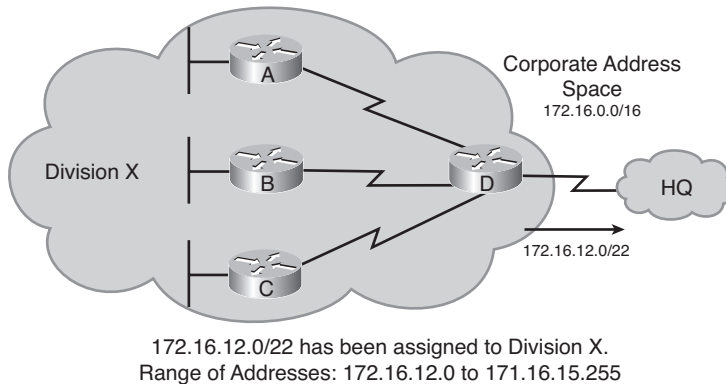 A
Corporate Address
Space
172.16.0.0/16
Division X
B
D
HQ
172.16.12.0/22
C
172.16.12.0/22 has been assigned to Division X.
Range of Addresses: 172.16.12.0 to 171.16.15.255